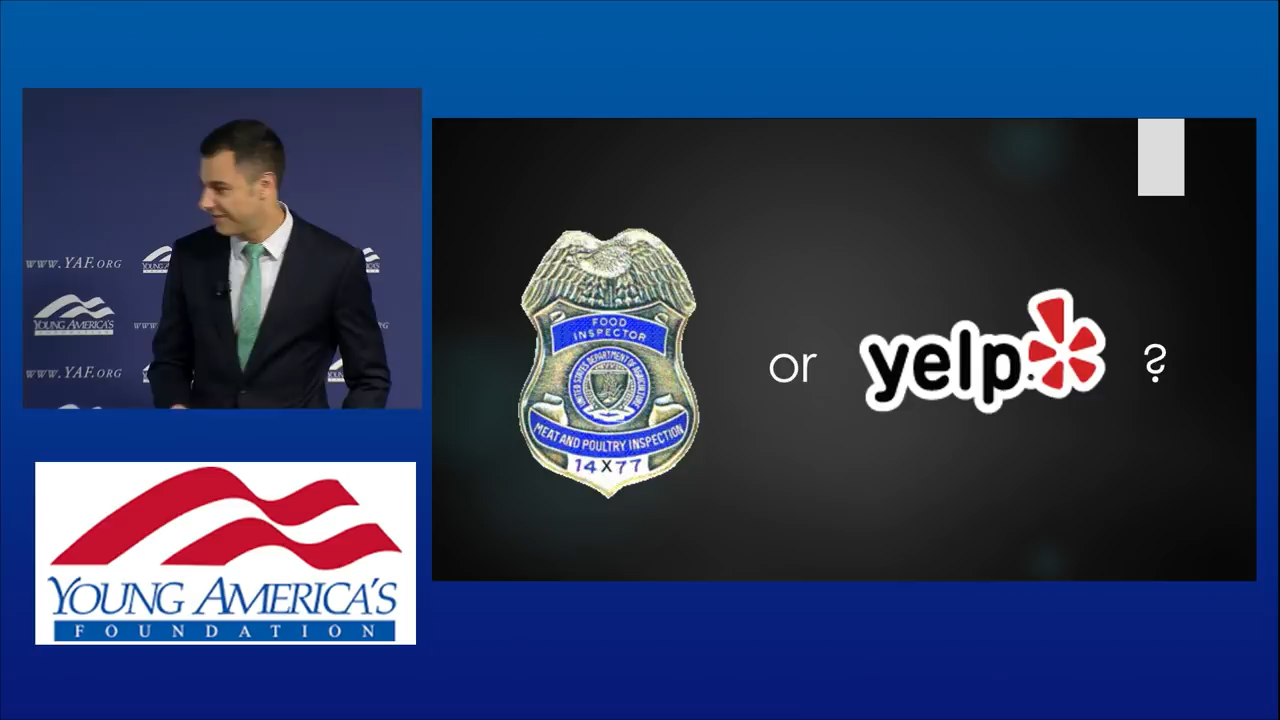 www.YAF.org
YOUNG AMERICA'S
www.YAF.org
YOUNG AMERICA'S
FOUNDATION
FOOD
INSPECTOR
UNITED STATES DEPARTMENT OF AGRICULTURE
MEAT AND POULTRY INSPECTION
14X77
or
yelp
?